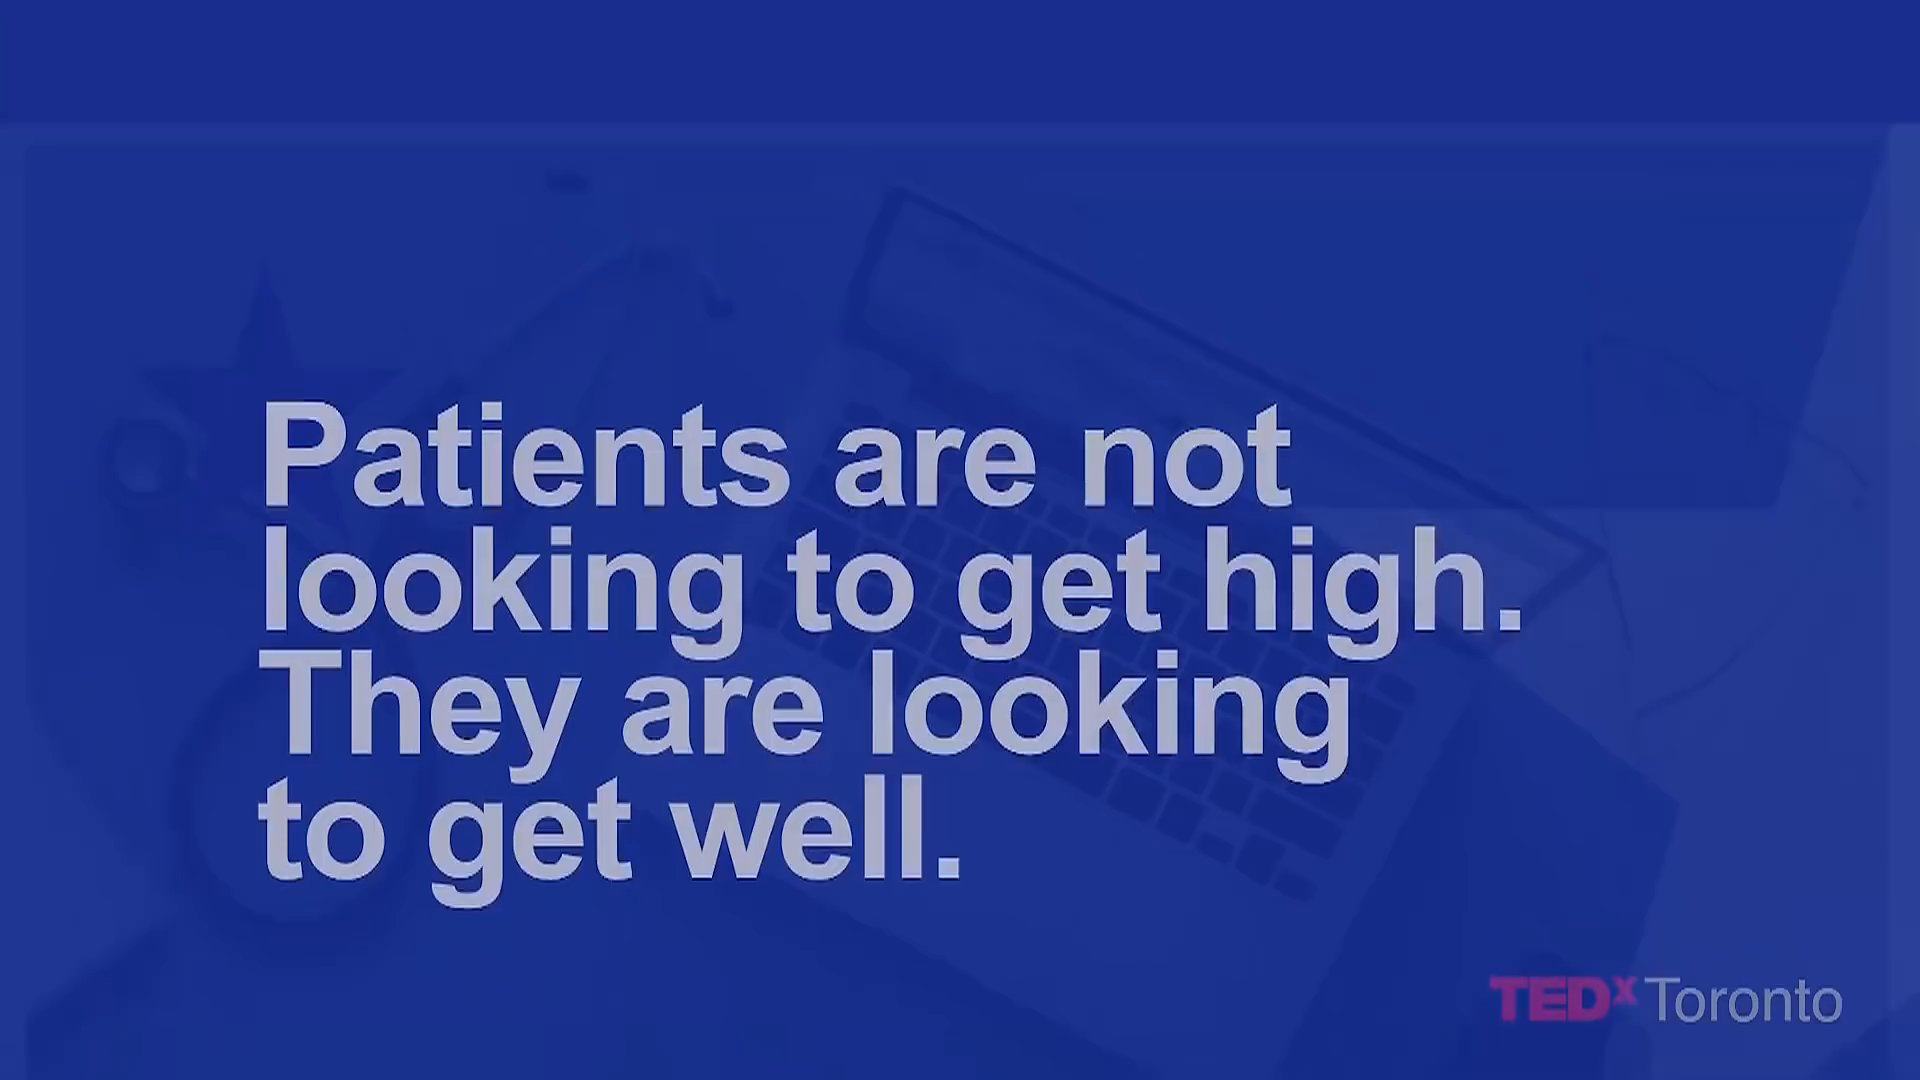 Patients are not
looking to get high.
They are looking
to get well.
TEDx Toronto